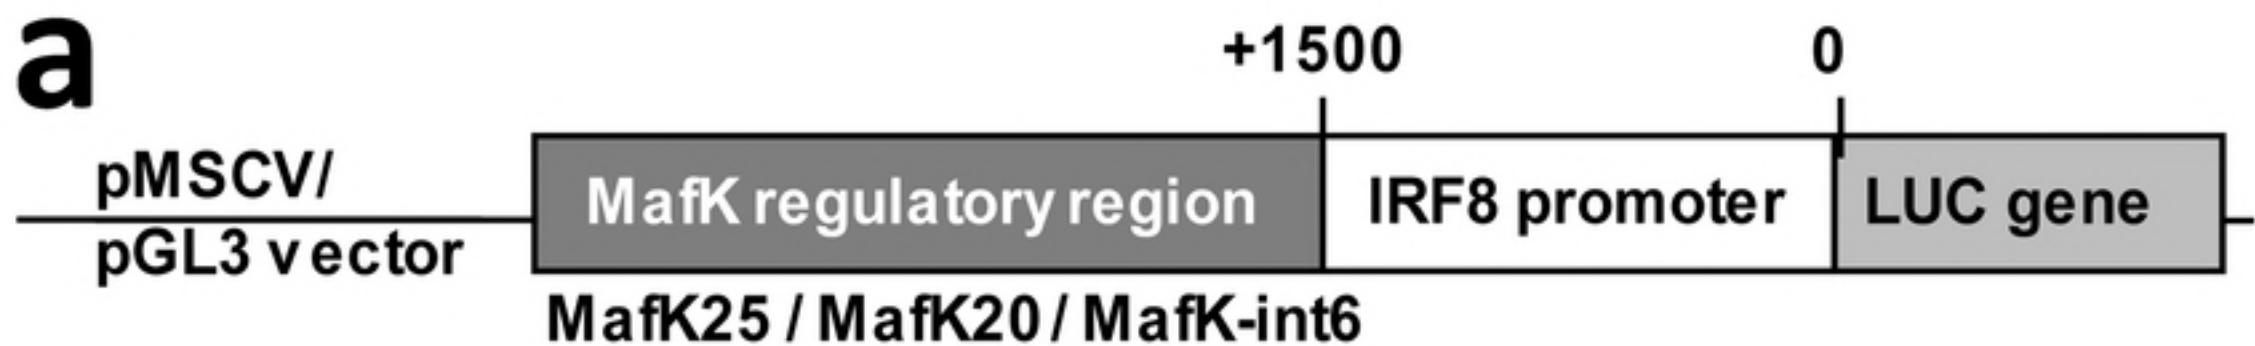 a
+1500
0
pMSCV/
pGL3 vector
MafK regulatory region
IRF8 promoter
LUC gene
MafK25 / MafK20 / MafK-int6